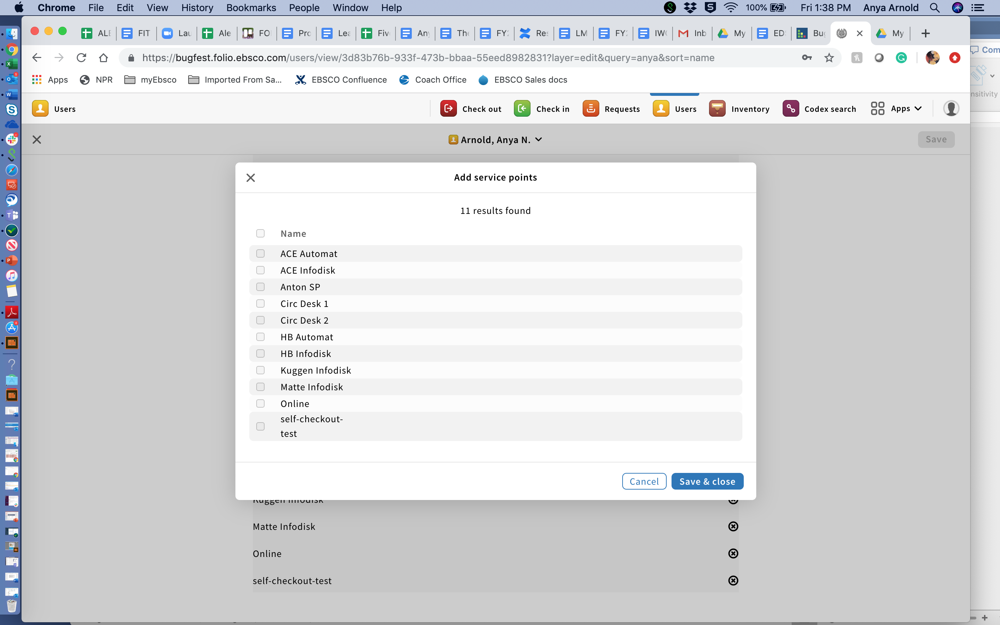 Chrome File Edit View History Bookmarks People Window Help 100% Fri 1:38 PM Anya Arnold
FIT Lau Ale FO Pro Lea Five Any The FY Res LM FY IW ED Bug My
Inb My
https://bugfest.folio.ebsco.com/users/view/3d83b76b-933f-473b-bbaa-55eed8982831?layer=edit&query=anya&sort=name
Com
Apps NPR myEbsco Imported From Sa... EBSCO Confluence Coach Office EBSCO Sales docs
nsitivity
Users Check out Check in Requests Users Inventory Codex search Apps
Arnold, Anya N. Save
Add service points
11 results found
Name
ACE Automat
ACE Infodisk
Anton SP
Circ Desk 1
Circ Desk 2
HB Automat
HB Infodisk
Kuggen Infodisk
Matte Infodisk
Online
self-checkout-
test
Cancel Save & close
Kuggen Infodisk
Matte Infodisk
Online
self-checkout-test